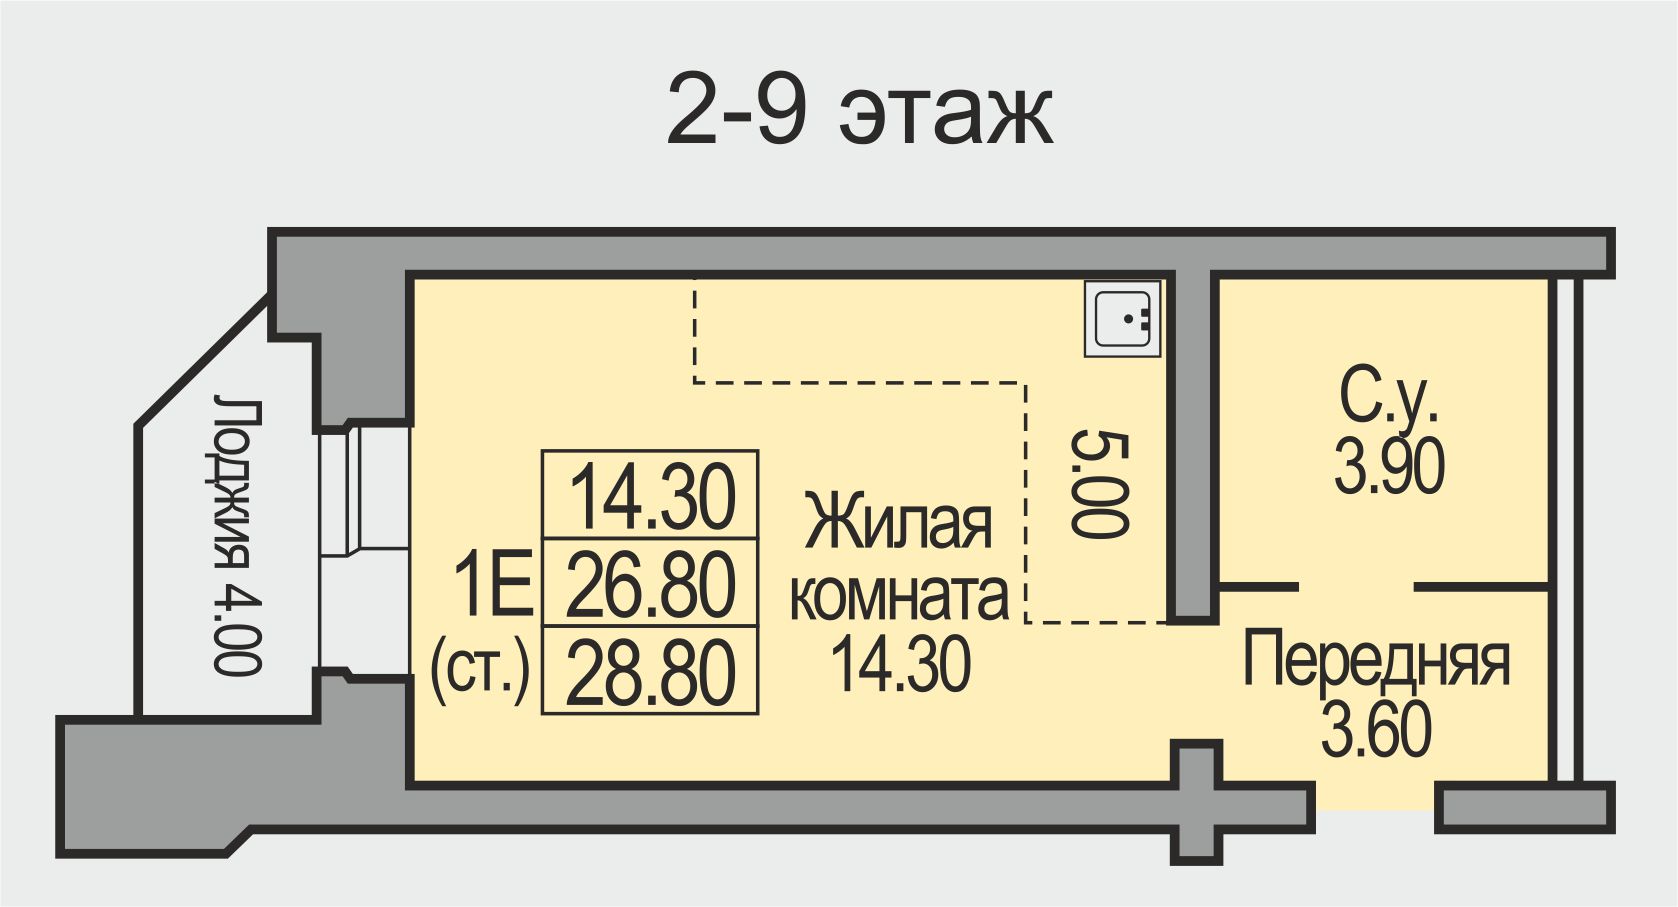 2-9 этаж
Лоджия 4.00
1Е
(ст.)
14.30
26.80
28.80
Жилая
комната
14.30
5.00
С.у.
3.90
Передняя
3.60